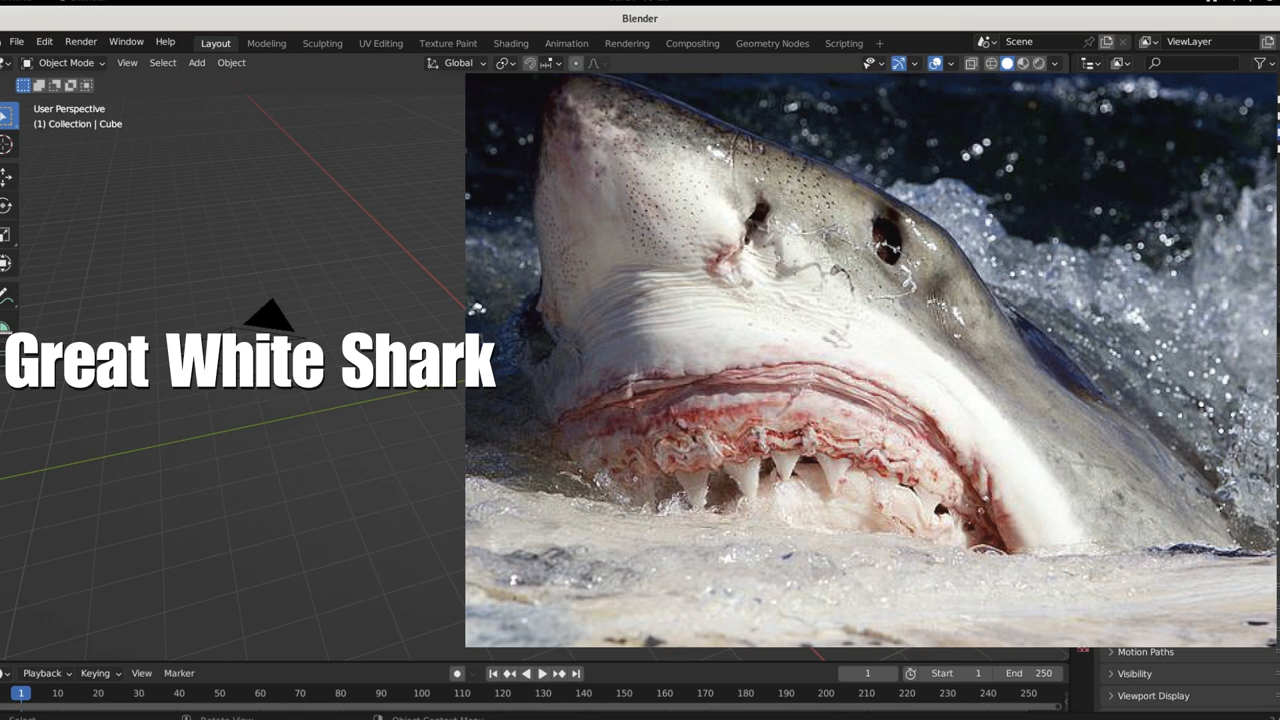 Blender
File Edit Render Window Help Layout Modeling Sculpting UV Editing Texture Paint Shading Animation Rendering Compositing Geometry Nodes Scripting + Scene ViewLayer
Object Mode View Select Add Object Global
User Perspective
(1) Collection | Cube
Great White Shark
Motion Paths
Playback Keying View Marker 1 Start 1 End 250
Visibility
1 10 20 30 40 50 60 70 80 90 100 110 120 130 140 150 160 170 180 190 200 210 220 230 240 250
Viewport Display